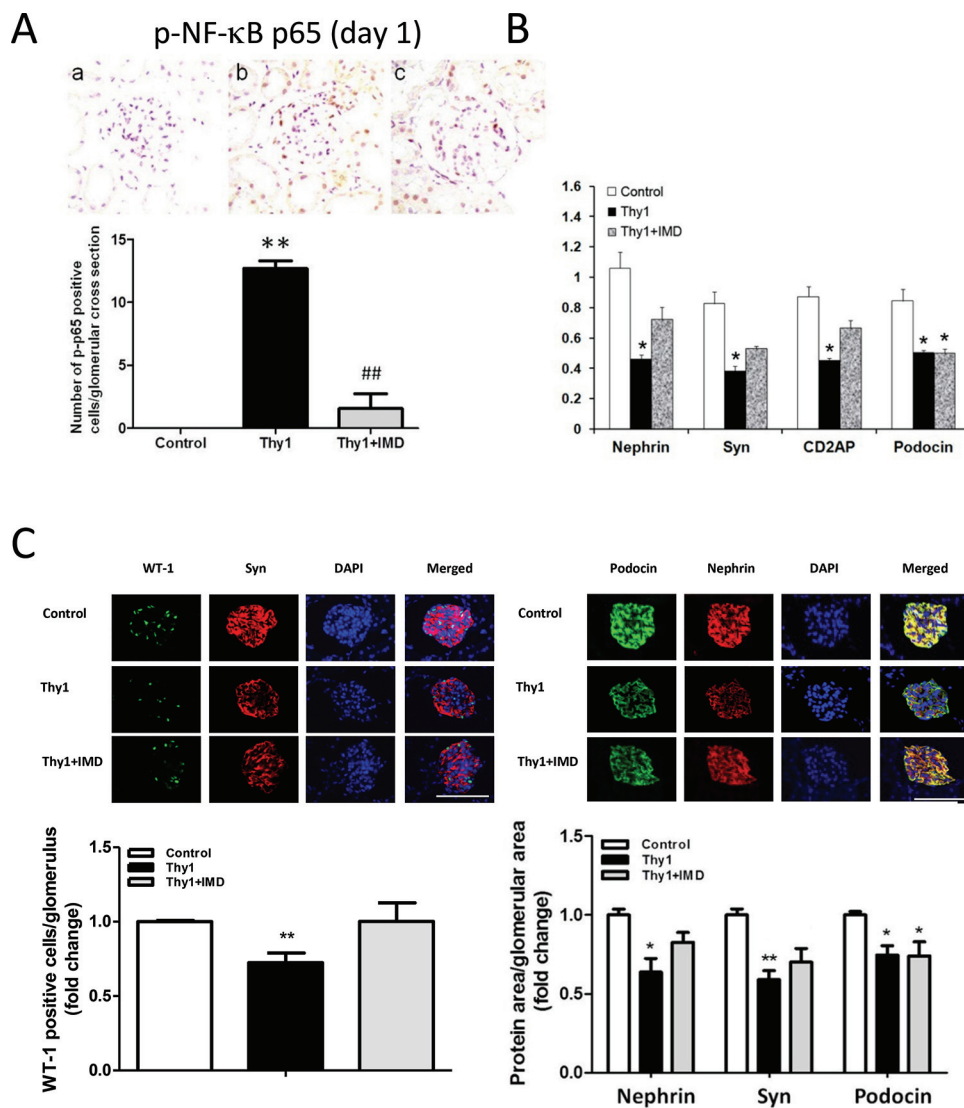 A
p-NF-κB p65 (day 1)
a
b
c
Number of p-p65 positive
cells/glomerular cross section
15
10
5
0
**
##
Control
Thy1
Thy1+IMD
B
1.6
1.4
1.2
1
0.8
0.6
0.4
0.2
0
Control
Thy1
Thy1+IMD
*
*
*
*
*
Nephrin
Syn
CD2AP
Podocin
C
WT-1
Syn
DAPI
Merged
Control
Thy1
Thy1+IMD
Podocin
Nephrin
DAPI
Merged
Control
Thy1
Thy1+IMD
WT-1 positive cells/glomerulus
(fold change)
1.5
1.0
0.5
0.0
Control
Thy1
Thy1+IMD
**
Protein area/glomerular area
(fold change)
1.5
1.0
0.5
0.0
Control
Thy1
Thy1+IMD
*
**
*
*
Nephrin
Syn
Podocin